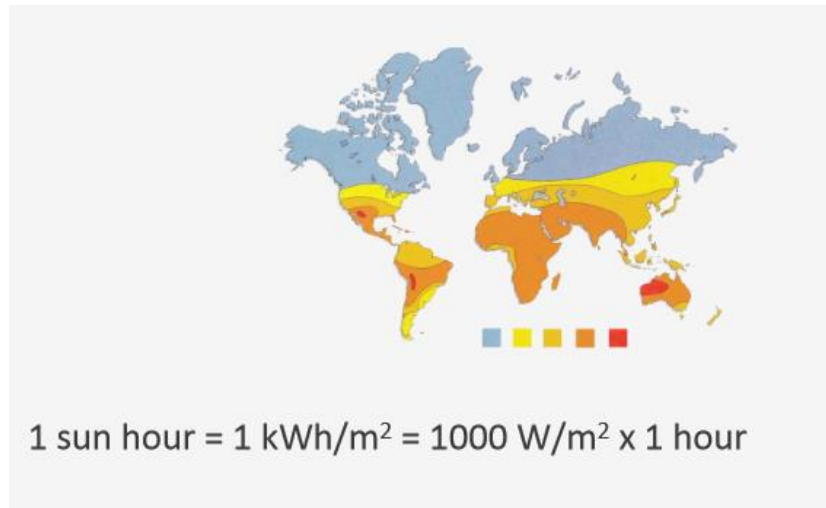 1 sun hour = 1 kWh/m² = 1000 W/m² x 1 hour